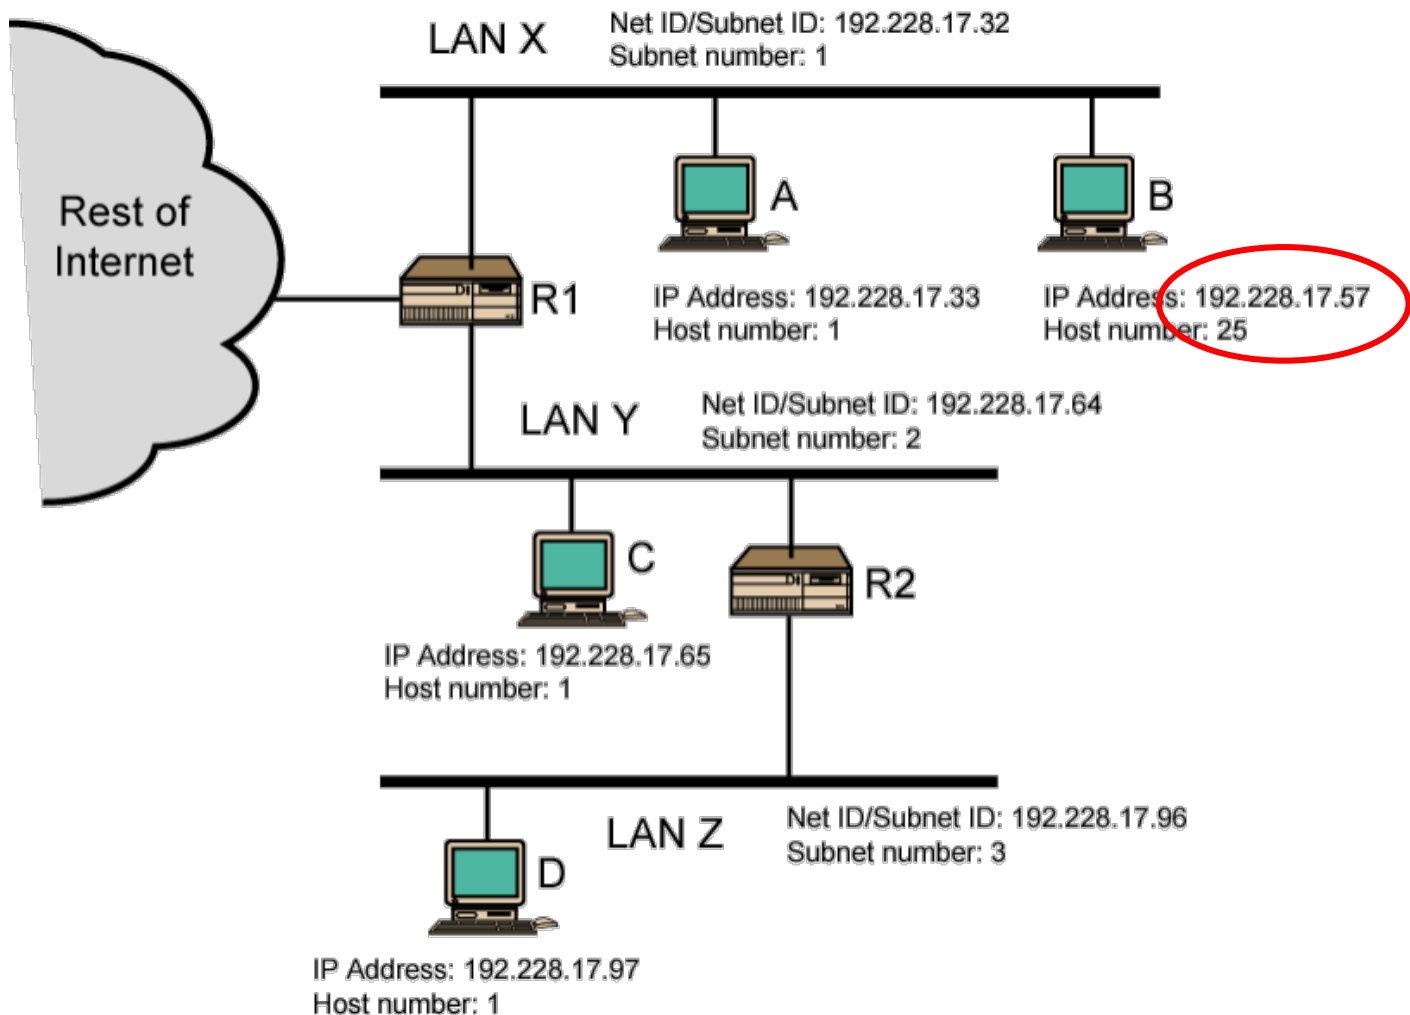 LAN X
Net ID/Subnet ID: 192.228.17.32
Subnet number: 1
Rest of
Internet
A
B
R1
IP Address: 192.228.17.33
Host number: 1
IP Address: 192.228.17.57
Host number: 25
LAN Y
Net ID/Subnet ID: 192.228.17.64
Subnet number: 2
C
R2
IP Address: 192.228.17.65
Host number: 1
LAN Z
Net ID/Subnet ID: 192.228.17.96
Subnet number: 3
D
IP Address: 192.228.17.97
Host number: 1